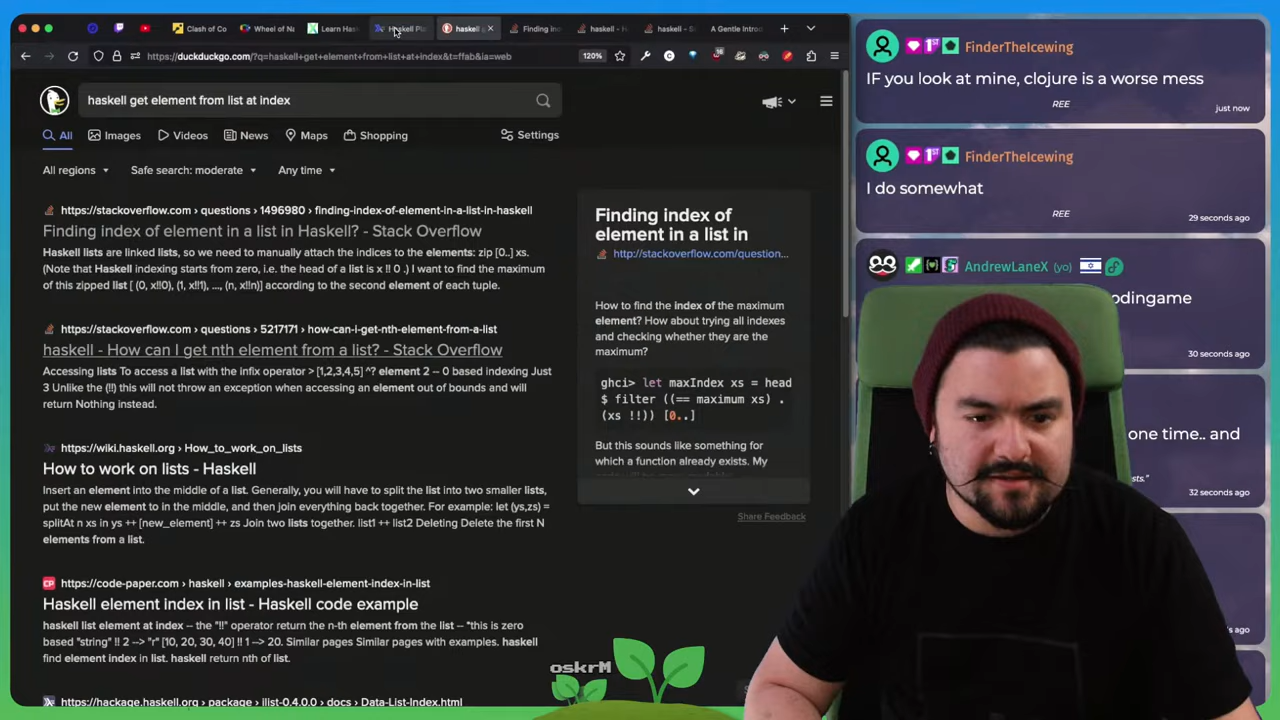 Clash of Co
Wheel of Na
Learn Has
Haskell Pla
haskell g
Finding ind
haskell - H
haskell - S
A Gentle Intro
https://duckduckgo.com/?q=haskell+get+element+from+list+at+index&t=ffab&ia=web
120%
haskell get element from list at index
All
Images
Videos
News
Maps
Shopping
Settings
All regions
Safe search: moderate
Any time
https://stackoverflow.com › questions › 1496980 › finding-index-of-element-in-a-list-in-haskell
Finding index of element in a list in Haskell? - Stack Overflow
Haskell lists are linked lists, so we need to manually attach the indices to the elements: zip [0..] xs.
(Note that Haskell indexing starts from zero, i.e. the head of a list is x !! 0 .) I want to find the maximum
of this zipped list [ (0, x!!0), (1, x!!1), ..., (n, x!!n)] according to the second element of each tuple.
https://stackoverflow.com › questions › 5217171 › how-can-i-get-nth-element-from-a-list
haskell - How can I get nth element from a list? - Stack Overflow
Accessing lists To access a list with the infix operator > [1,2,3,4,5] ^? element 2 -- 0 based indexing Just
3 Unlike the (!!) this will not throw an exception when accessing an element out of bounds and will
return Nothing instead.
https://wiki.haskell.org › How_to_work_on_lists
How to work on lists - Haskell
Insert an element into the middle of a list. Generally, you will have to split the list into two smaller lists,
put the new element to in the middle, and then join everything back together. For example: let (ys,zs) =
splitAt n xs in ys ++ [new_element] ++ zs Join two lists together. list1 ++ list2 Deleting Delete the first N
elements from a list.
https://code-paper.com › haskell › examples-haskell-element-index-in-list
Haskell element index in list - Haskell code example
haskell list element at index -- the "!!" operator return the n-th element from the list -- "this is zero
based "string" !! 2 --> "r" [10, 20, 30, 40] !! 1 --> 20. Similar pages Similar pages with examples. haskell
find element index in list. haskell return nth of list.
https://hackage.haskell.org › package › ilist-0.4.0.0 › docs › Data-List-Index.html
Finding index of
element in a list in
http://stackoverflow.com/question...
How to find the index of the maximum
element? How about trying all indexes
and checking whether they are the
maximum?
ghci> let maxIndex xs = head
$ filter ((== maximum xs) .
(xs !!)) [0..]
But this sounds like something for
which a function already exists. My
Share Feedback
oskrM
FinderTheIcewing
IF you look at mine, clojure is a worse mess
REE
just now
FinderTheIcewing
I do somewhat
REE
29 seconds ago
AndrewLaneX (yo)
odingame
30 seconds ago
one time.. and
32 seconds ago